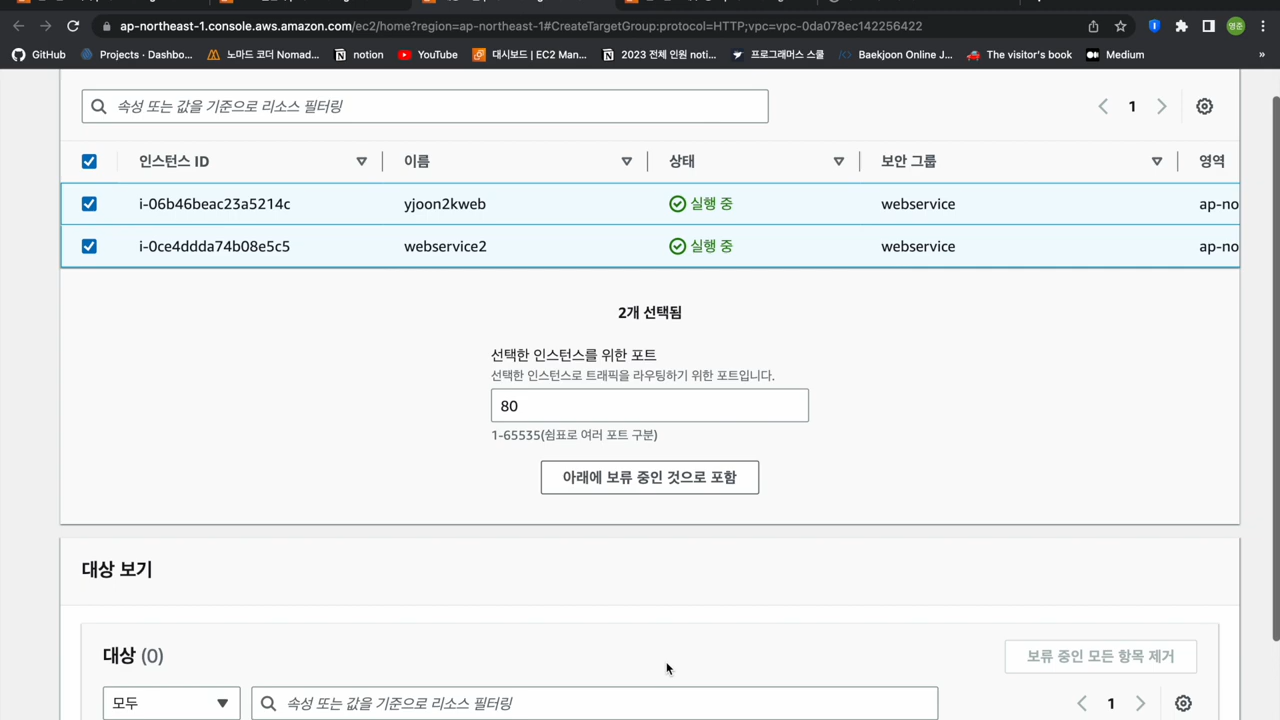 ap-northeast-1.console.aws.amazon.com/ec2/home?region=ap-northeast-1#CreateTargetGroup:protocol=HTTP;vpc=vpc-0da078ec142256422
영준
GitHub Projects - Dashbo... 노마드 코더 Nomad... notion YouTube 대시보드 | EC2 Man... 2023 전체 인원 noti... 프로그래머스 스쿨 Baekjoon Online J... The visitor's book Medium »
속성 또는 값을 기준으로 리소스 필터링 1
인스턴스 ID 이름 상태 보안 그룹 영역
i-06b46beac23a5214c yjoon2kweb 실행 중 webservice ap-no
i-0ce4ddda74b08e5c5 webservice2 실행 중 webservice ap-no
2개 선택됨
선택한 인스턴스를 위한 포트
선택한 인스턴스로 트래픽을 라우팅하기 위한 포트입니다.
80
1-65535(쉼표로 여러 포트 구분)
아래에 보류 중인 것으로 포함
대상 보기
대상 (0) 보류 중인 모든 항목 제거
모두 속성 또는 값을 기준으로 리소스 필터링 1